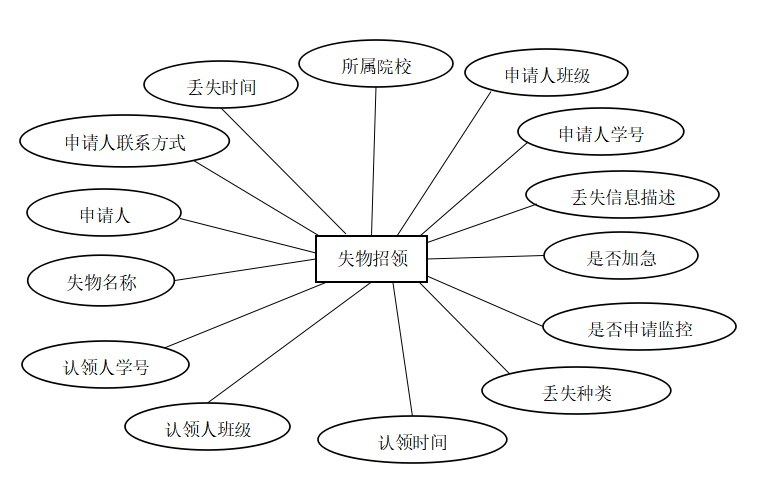 所属院校
申请人班级
丢失时间
申请人学号
申请人联系方式
丢失信息描述
申请人
失物招领
是否加急
失物名称
是否申请监控
认领人学号
丢失种类
认领人班级
认领时间